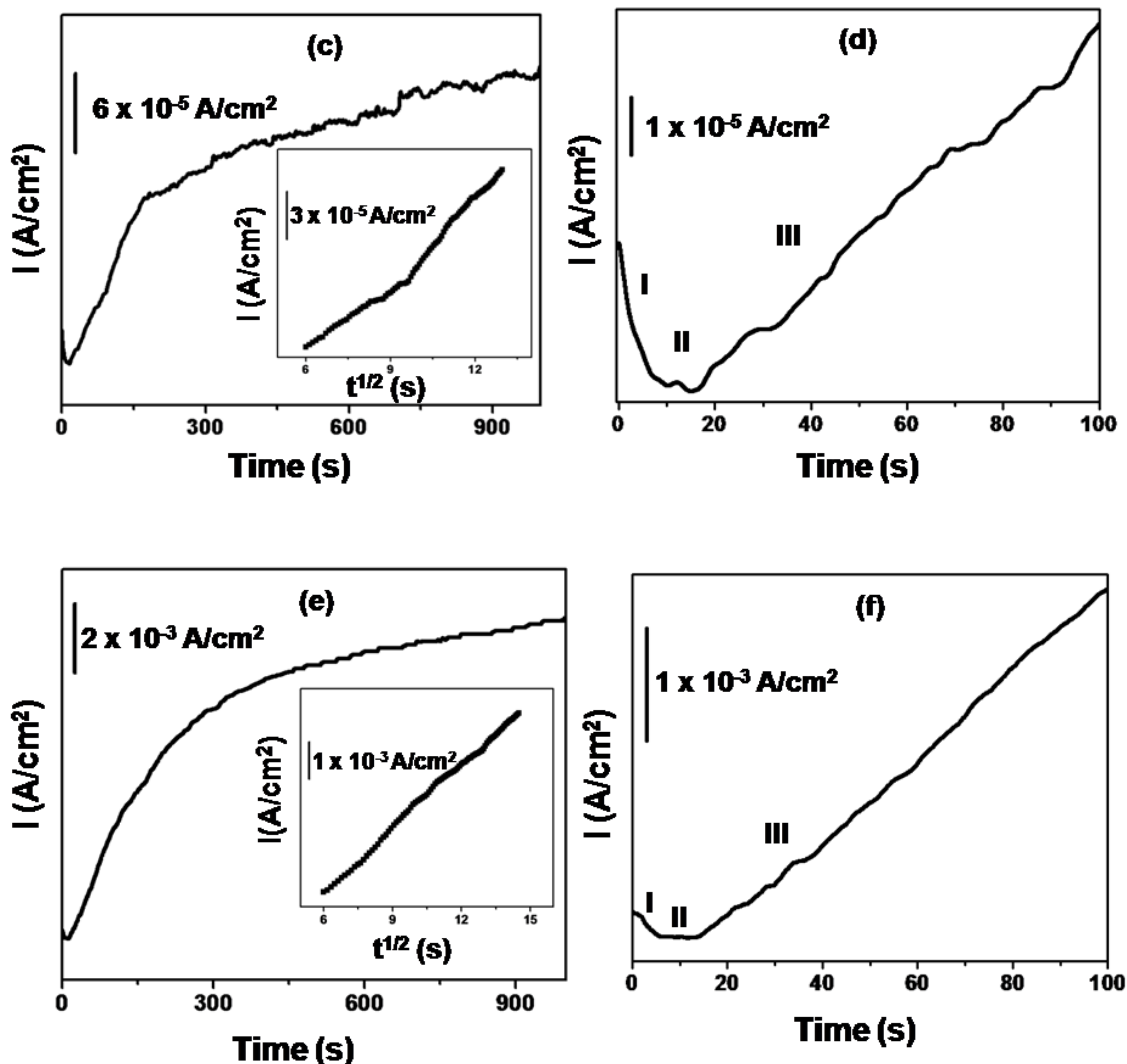 (c)
6 x 10⁻⁵ A/cm²
I (A/cm²)
3 x 10⁻⁵ A/cm²
I (A/cm²)
6 9 12
t¹/² (s)
0 300 600 900
Time (s)
(d)
1 x 10⁻⁵ A/cm²
I (A/cm²)
I
II
III
0 20 40 60 80 100
Time (s)
(e)
2 x 10⁻³ A/cm²
I (A/cm²)
1 x 10⁻³ A/cm²
I(A/cm²)
6 9 12 15
t¹/² (s)
0 300 600 900
Time (s)
(f)
1 x 10⁻³ A/cm²
I (A/cm²)
I
II
III
0 20 40 60 80 100
Time (s)